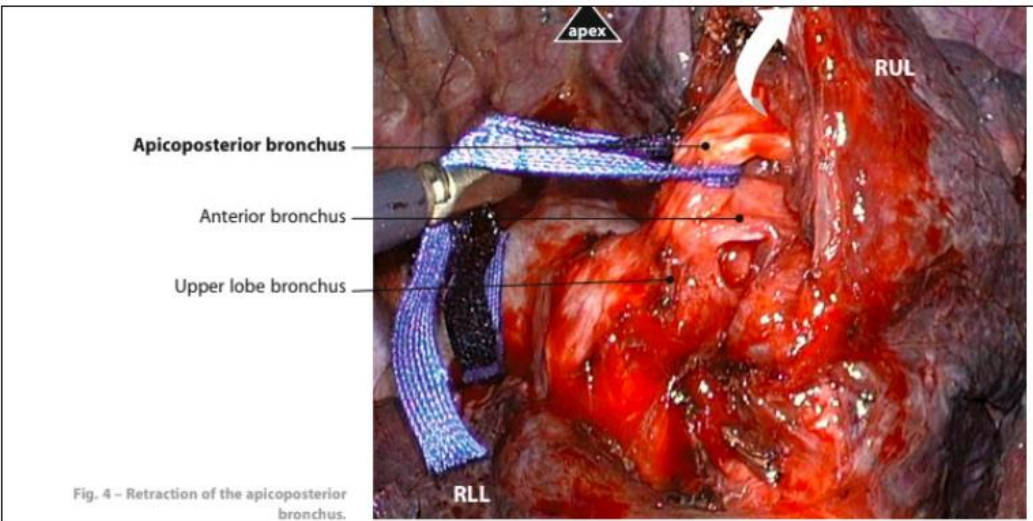 apex
RUL
Apicoposterior bronchus
Anterior bronchus
Upper lobe bronchus
RLL
Fig. 4 – Retraction of the apicoposterior
bronchus.